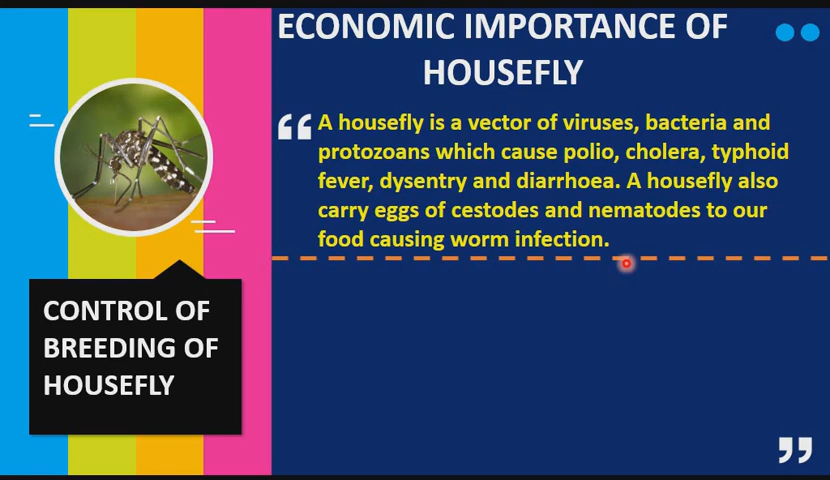 ECONOMIC IMPORTANCE OF
HOUSEFLY
“ A housefly is a vector of viruses, bacteria and
protozoans which cause polio, cholera, typhoid
fever, dysentry and diarrhoea. A housefly also
carry eggs of cestodes and nematodes to our
food causing worm infection.
”
CONTROL OF
BREEDING OF
HOUSEFLY